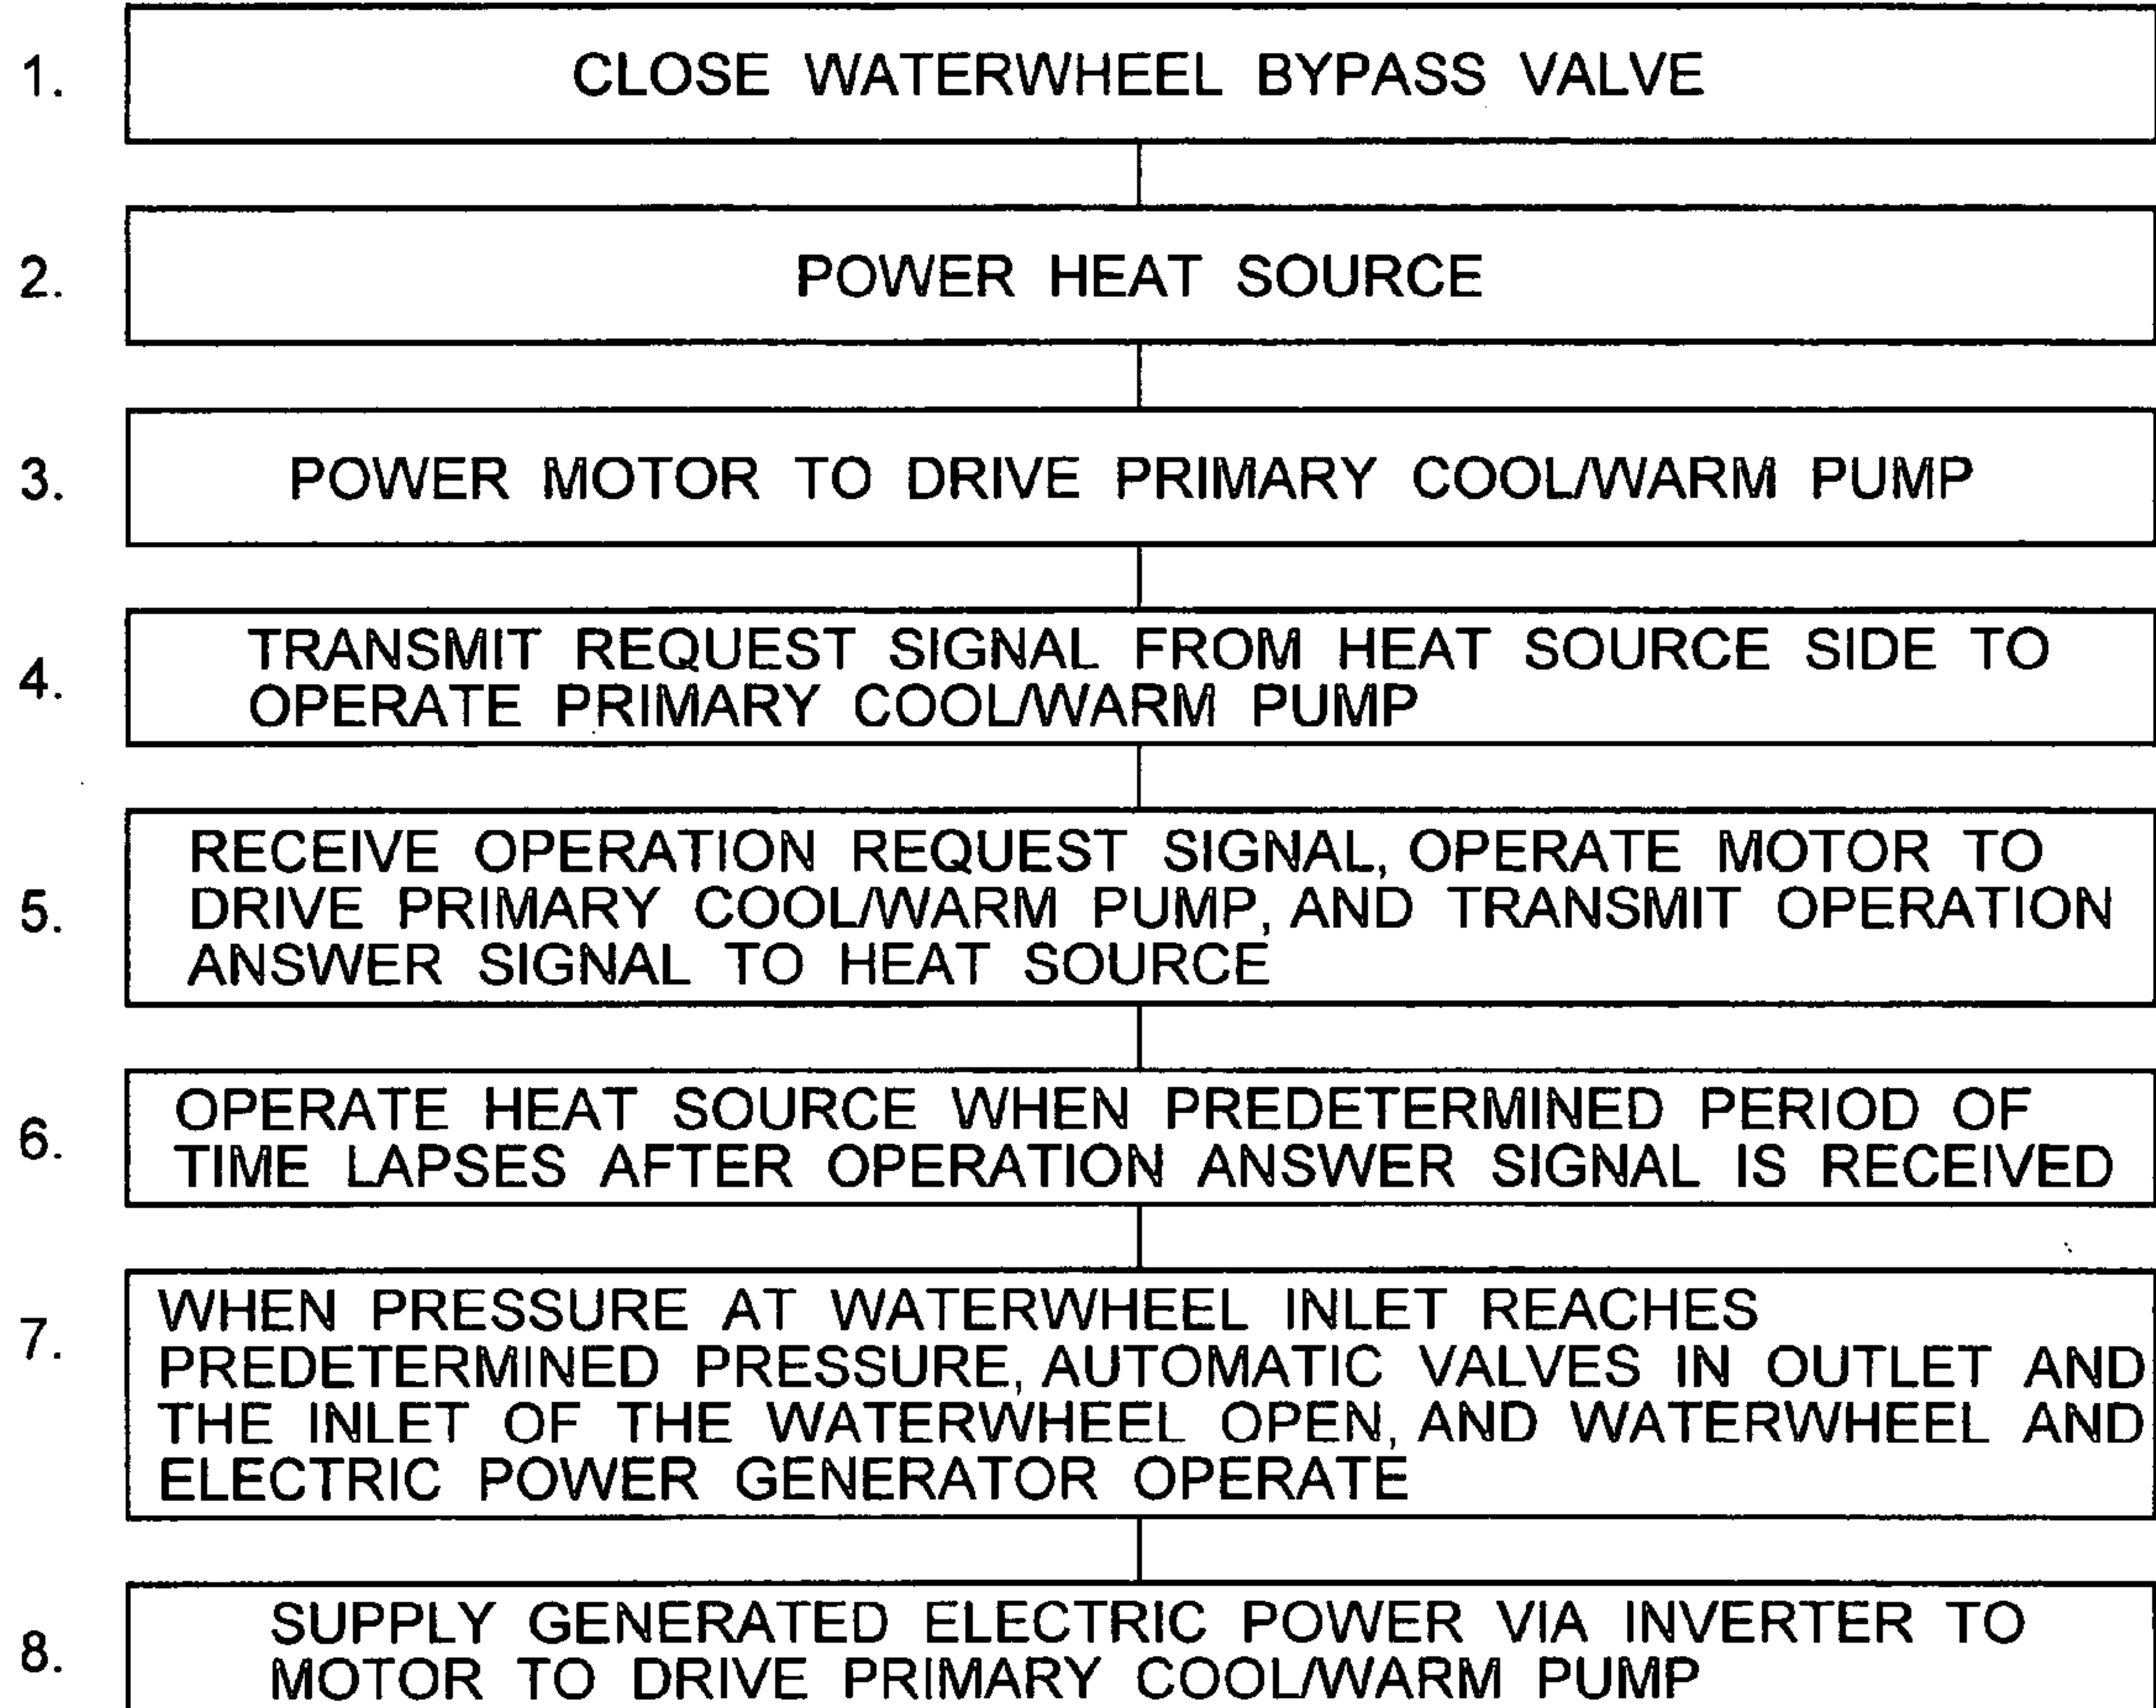 1. CLOSE WATERWHEEL BYPASS VALVE
2. POWER HEAT SOURCE
3. POWER MOTOR TO DRIVE PRIMARY COOL/WARM PUMP
4. TRANSMIT REQUEST SIGNAL FROM HEAT SOURCE SIDE TO
OPERATE PRIMARY COOL/WARM PUMP
5. RECEIVE OPERATION REQUEST SIGNAL, OPERATE MOTOR TO
DRIVE PRIMARY COOL/WARM PUMP, AND TRANSMIT OPERATION
ANSWER SIGNAL TO HEAT SOURCE
6. OPERATE HEAT SOURCE WHEN PREDETERMINED PERIOD OF
TIME LAPSES AFTER OPERATION ANSWER SIGNAL IS RECEIVED
7. WHEN PRESSURE AT WATERWHEEL INLET REACHES
PREDETERMINED PRESSURE, AUTOMATIC VALVES IN OUTLET AND
THE INLET OF THE WATERWHEEL OPEN, AND WATERWHEEL AND
ELECTRIC POWER GENERATOR OPERATE
8. SUPPLY GENERATED ELECTRIC POWER VIA INVERTER TO
MOTOR TO DRIVE PRIMARY COOL/WARM PUMP